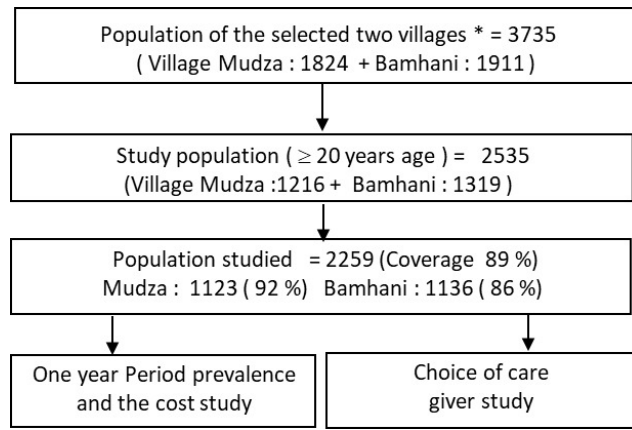 Population of the selected two villages * = 3735
( Village Mudza : 1824 + Bamhani : 1911 )
Study population ( ≥ 20 years age ) = 2535
(Village Mudza :1216 + Bamhani : 1319 )
Population studied = 2259 (Coverage 89 %)
Mudza : 1123 ( 92 %) Bamhani : 1136 ( 86 %)
One year Period prevalence
and the cost study
Choice of care
giver study